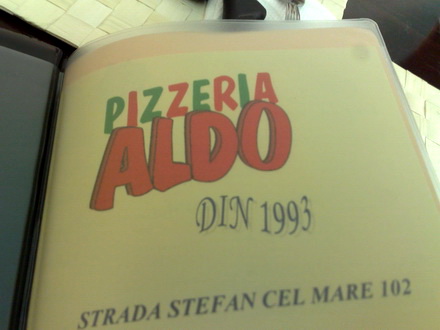 PIZZERIA
ALDO
DIN 1993
STRADA STEFAN CEL MARE 102